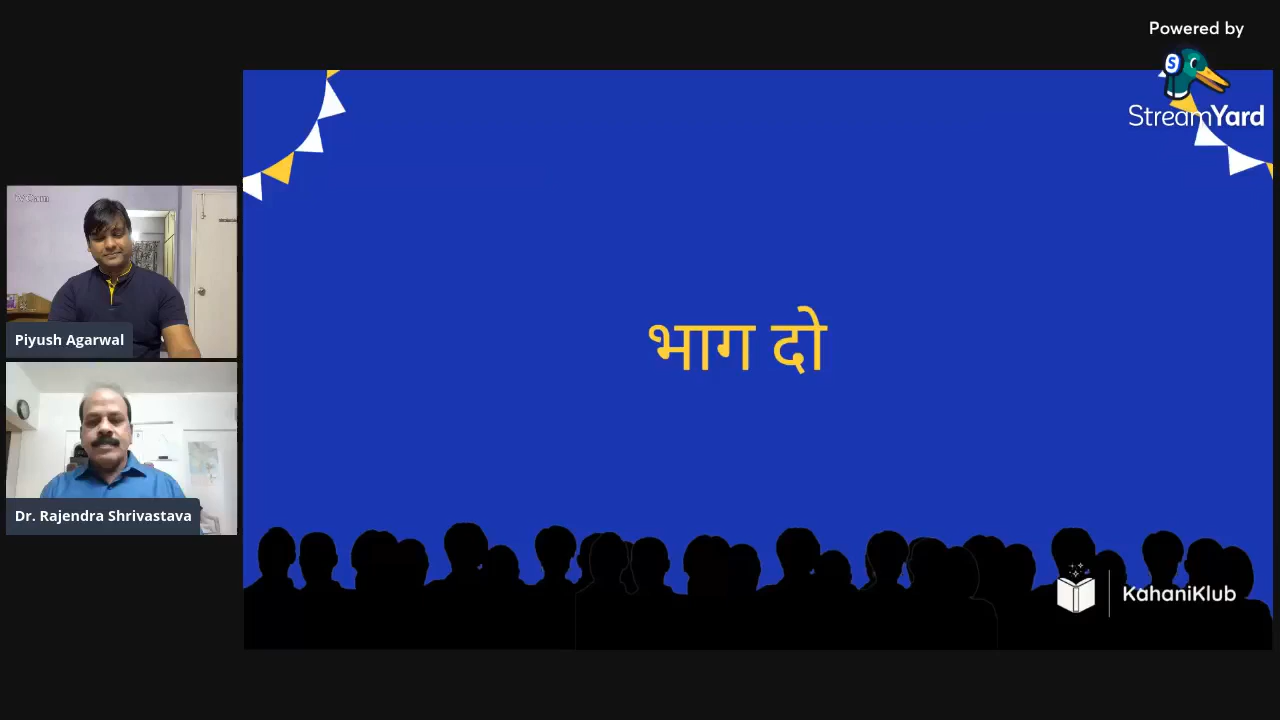 Powered by
StreamYard
Piyush Agarwal
भाग दो
Dr. Rajendra Shrivastava
KahaniKlub